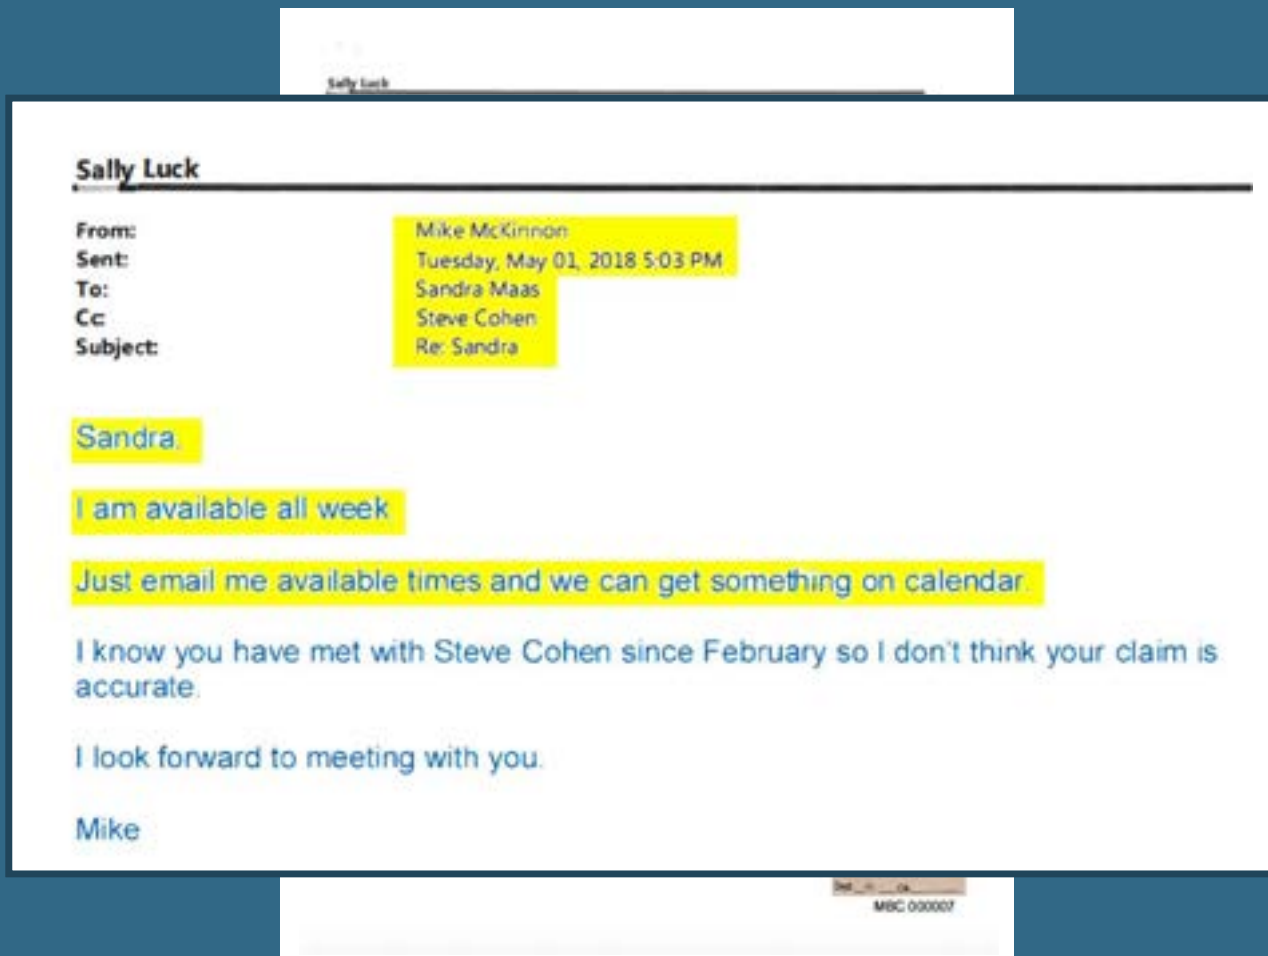 Sally Luck
Sally Luck
From: Mike McKinnon
Sent: Tuesday, May 01, 2018 5:03 PM
To: Sandra Maas
Cc: Steve Cohen
Subject: Re: Sandra
Sandra,
I am available all week
Just email me available times and we can get something on calendar.
I know you have met with Steve Cohen since February so I don't think your claim is
accurate.
I look forward to meeting with you.
Mike
MBC 000007